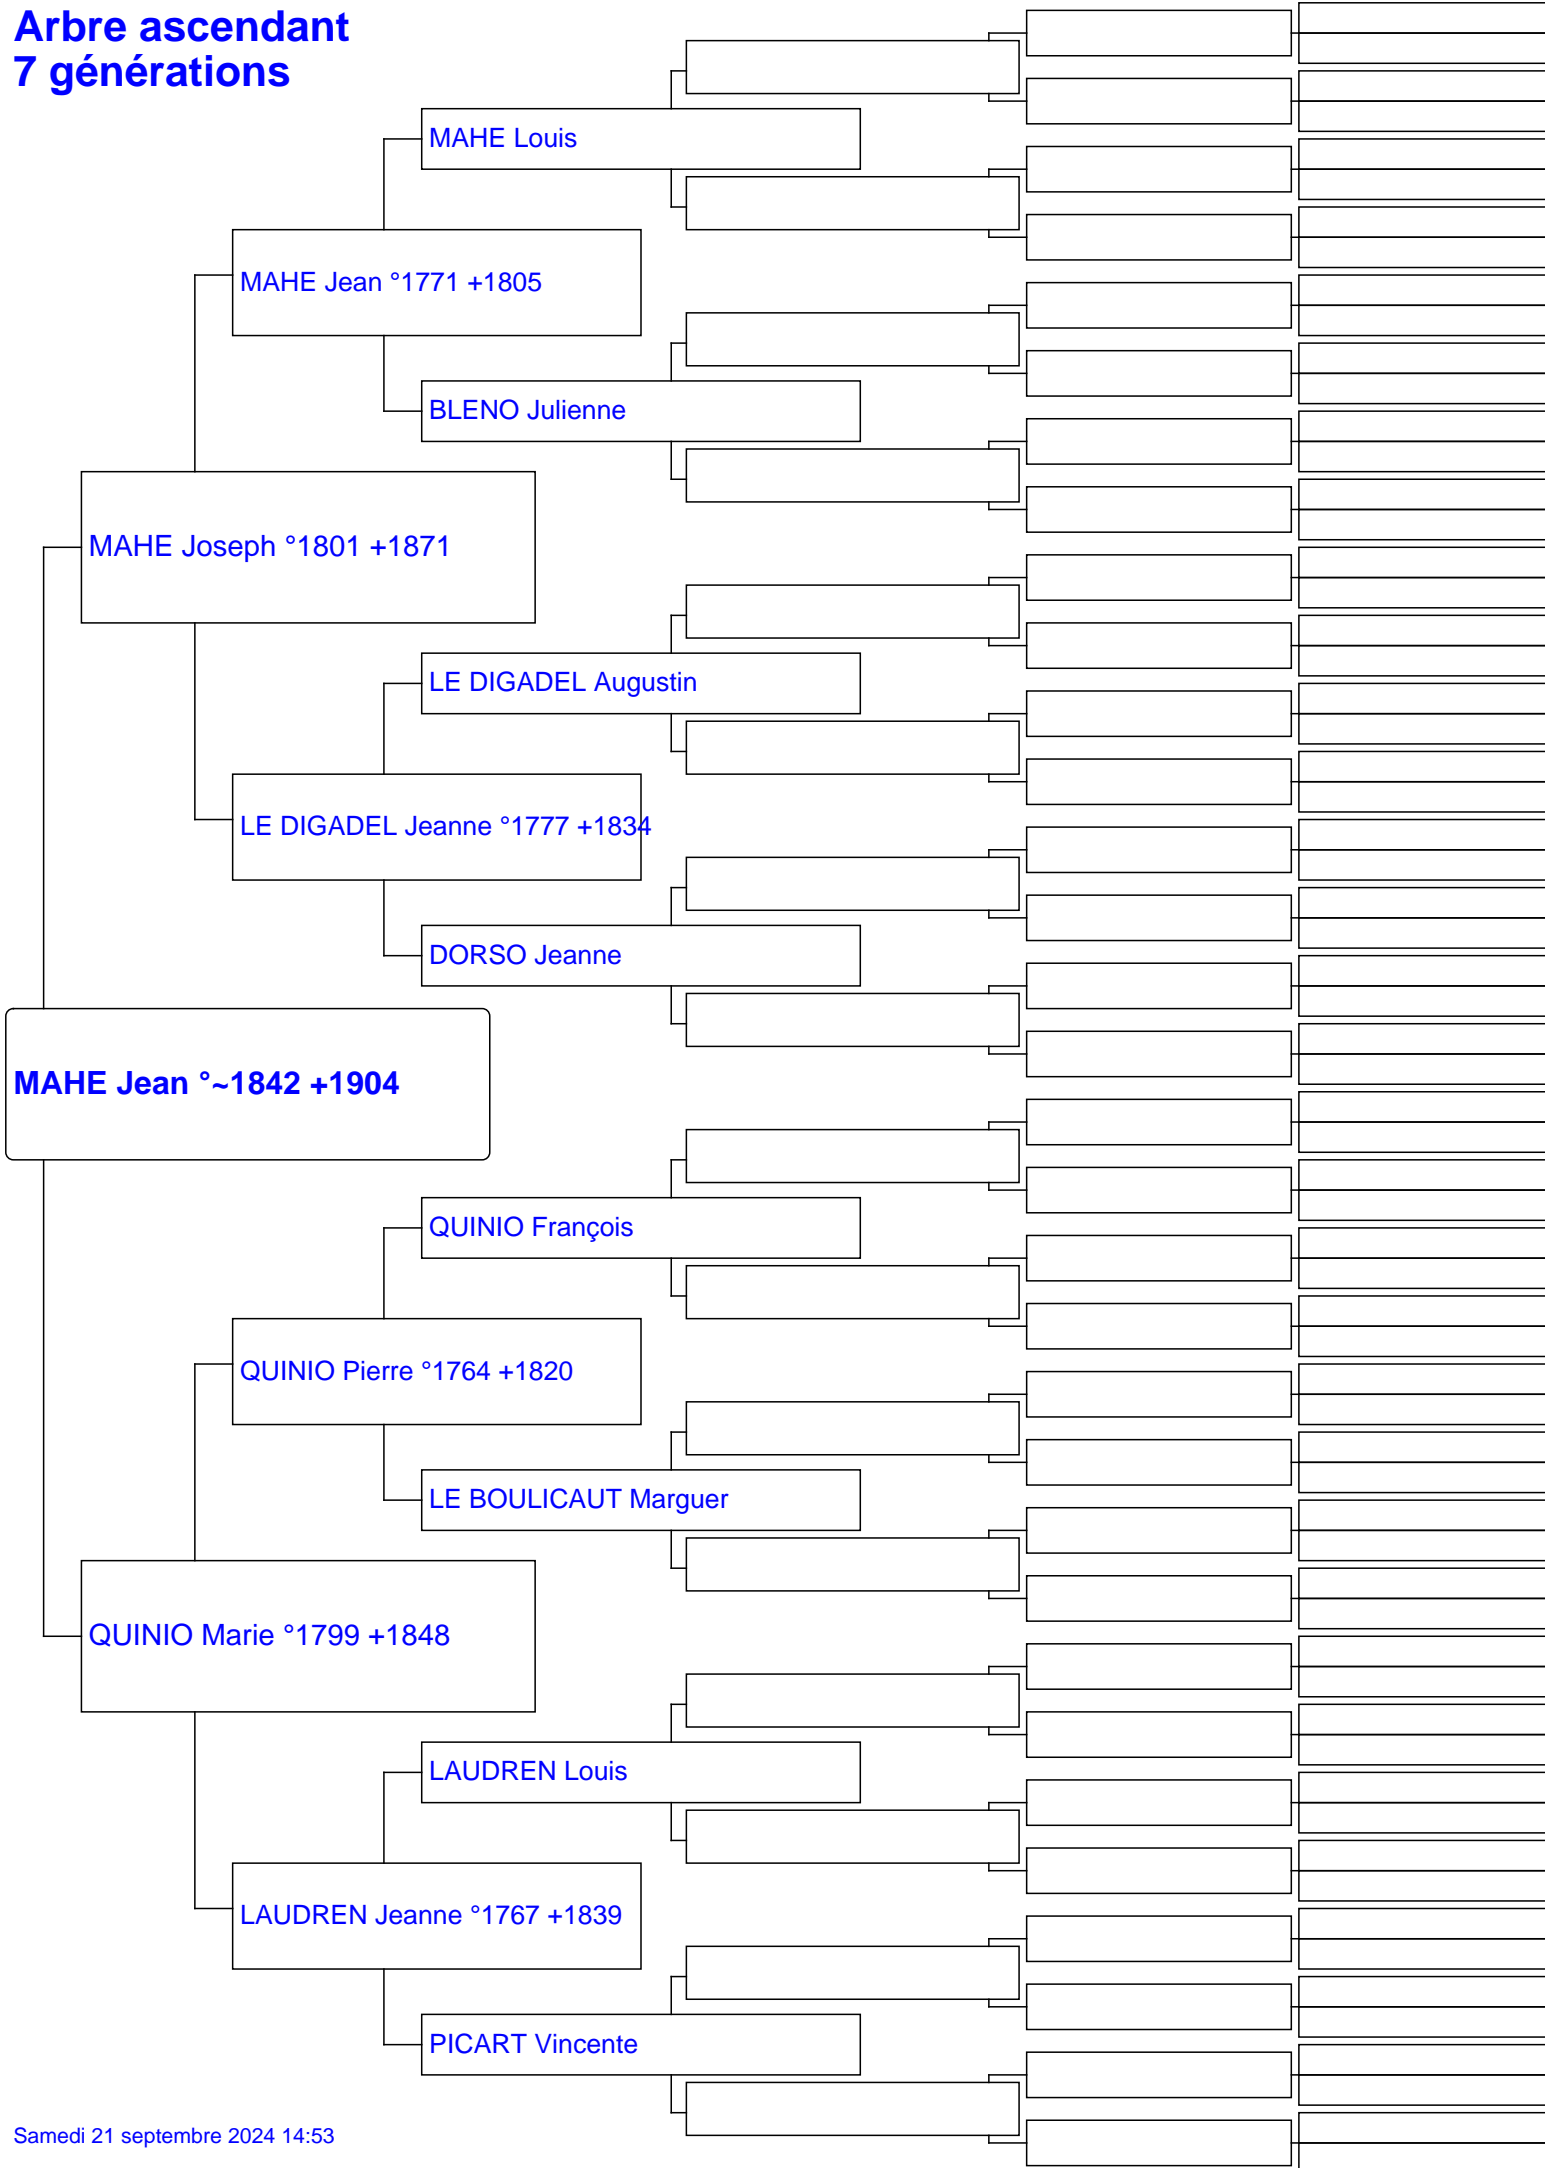 Arbre ascendant
7 générations
MAHE Louis
MAHE Jean °1771 +1805
BLENO Julienne
MAHE Joseph °1801 +1871
LE DIGADEL Augustin
LE DIGADEL Jeanne °1777 +1834
DORSO Jeanne
MAHE Jean °~1842 +1904
QUINIO François
QUINIO Pierre °1764 +1820
LE BOULICAUT Marguer
QUINIO Marie °1799 +1848
LAUDREN Louis
LAUDREN Jeanne °1767 +1839
PICART Vincente
Samedi 21 septembre 2024 14:53